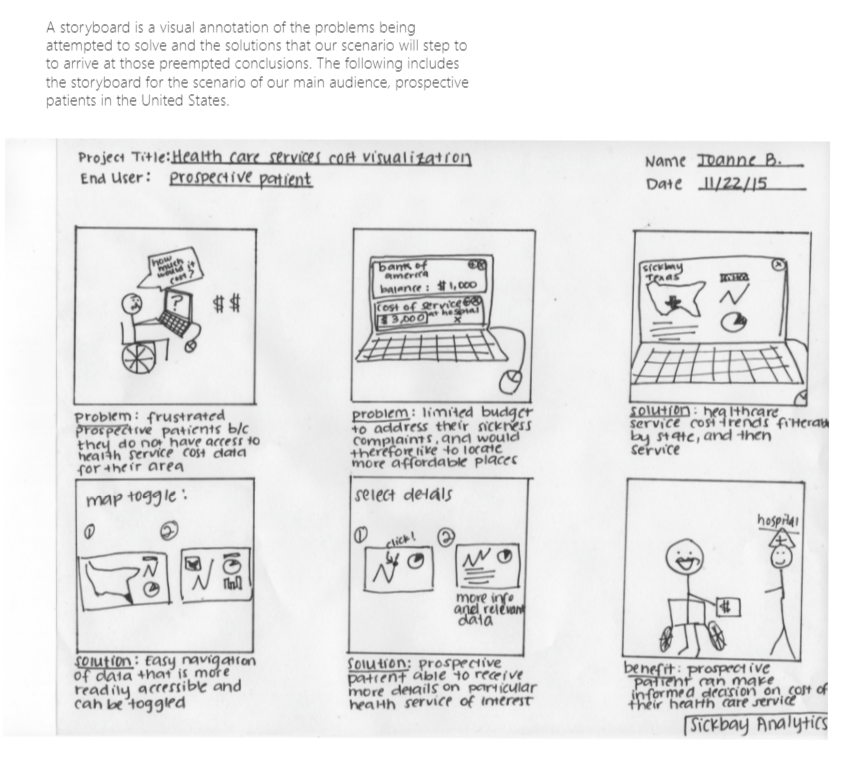 A storyboard is a visual annotation of the problems being
attempted to solve and the solutions that our scenario will step to
to arrive at those preempted conclusions. The following includes
the storyboard for the scenario of our main audience, prospective
patients in the United States.
Project Title: Health care services cost visualization
Name Joanne B.
End User: Prospective patient
Date 11/22/15
how
much
would it
cost?
?
$ $
problem: frustrated
prospective patients b/c
they do not have access to
health service cost data
for their area
bank of
america
balance: $1,000
cost of service
$3,000 at hospital
x
problem: limited budget
to address their sickness
complaints, and would
therefore like to locate
more affordable places
sickbay
Texas
solution: healthcare
service cost trends filterable
by state, and then
service
map toggle:
1 2
solution: Easy navigation
of data that is more
readily accessible and
can be toggled
select details
1 click! 2
more info
and relevant
data
solution: prospective
patient able to receive
more details on particular
health service of interest
hospital
$
benefit: prospective
patient can make
informed decision on cost of
their health care service
Sickbay Analytics